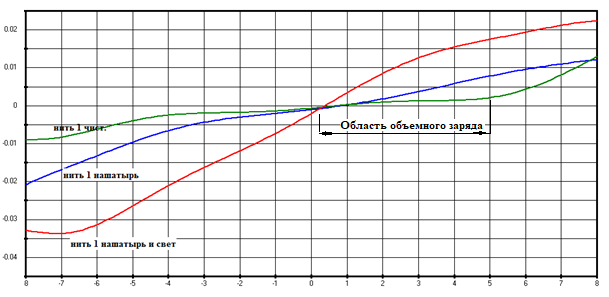 0.02
0.01
0
нить 1 чист.
Область объемного заряда
-0.01
нить 1 нашатырь
-0.02
-0.03
нить 1 нашатырь и свет
-0.04
8 -7 -6 -5 -4 -3 -2 -1 0 1 2 3 4 5 6 7 8